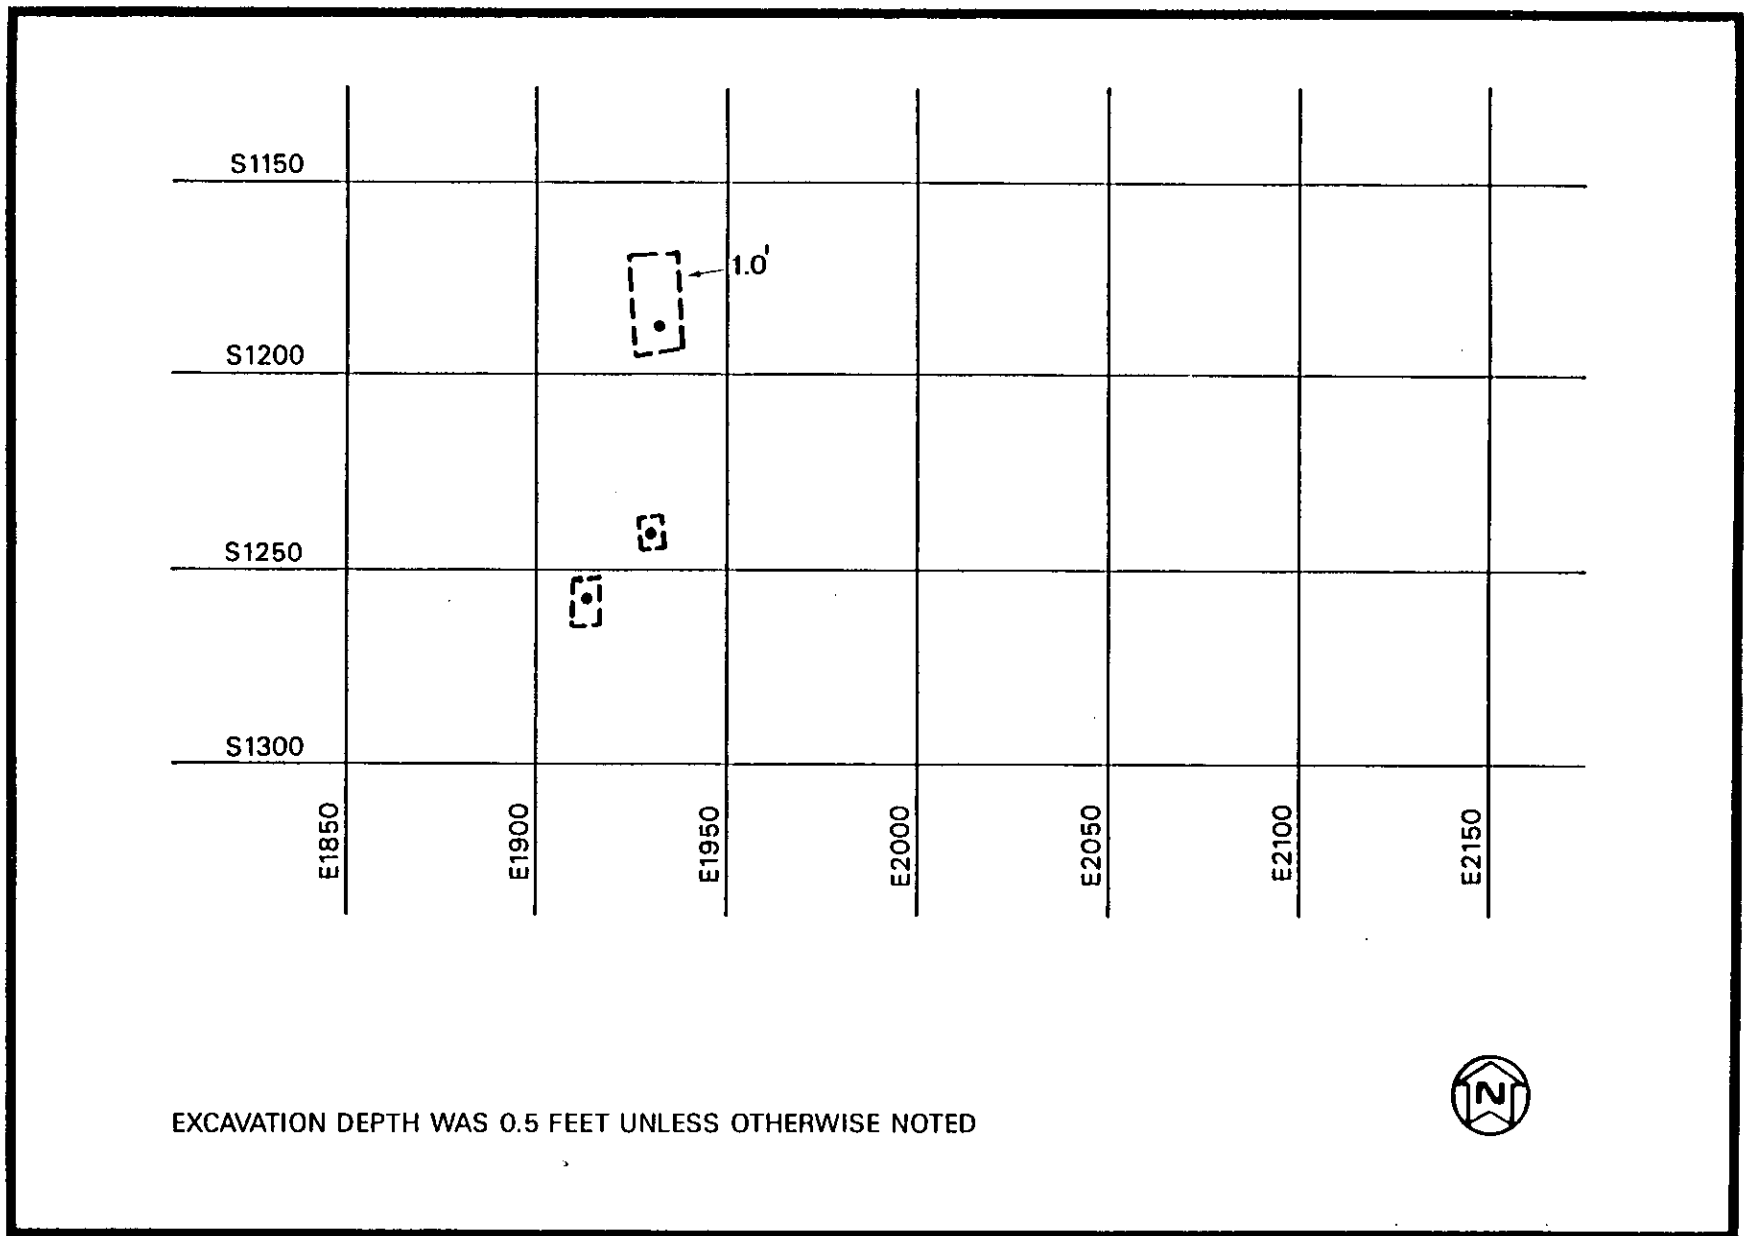 S1150
1.0'
S1200
S1250
S1300
E1850
E1900
E1950
E2000
E2050
E2100
E2150
N
EXCAVATION DEPTH WAS 0.5 FEET UNLESS OTHERWISE NOTED